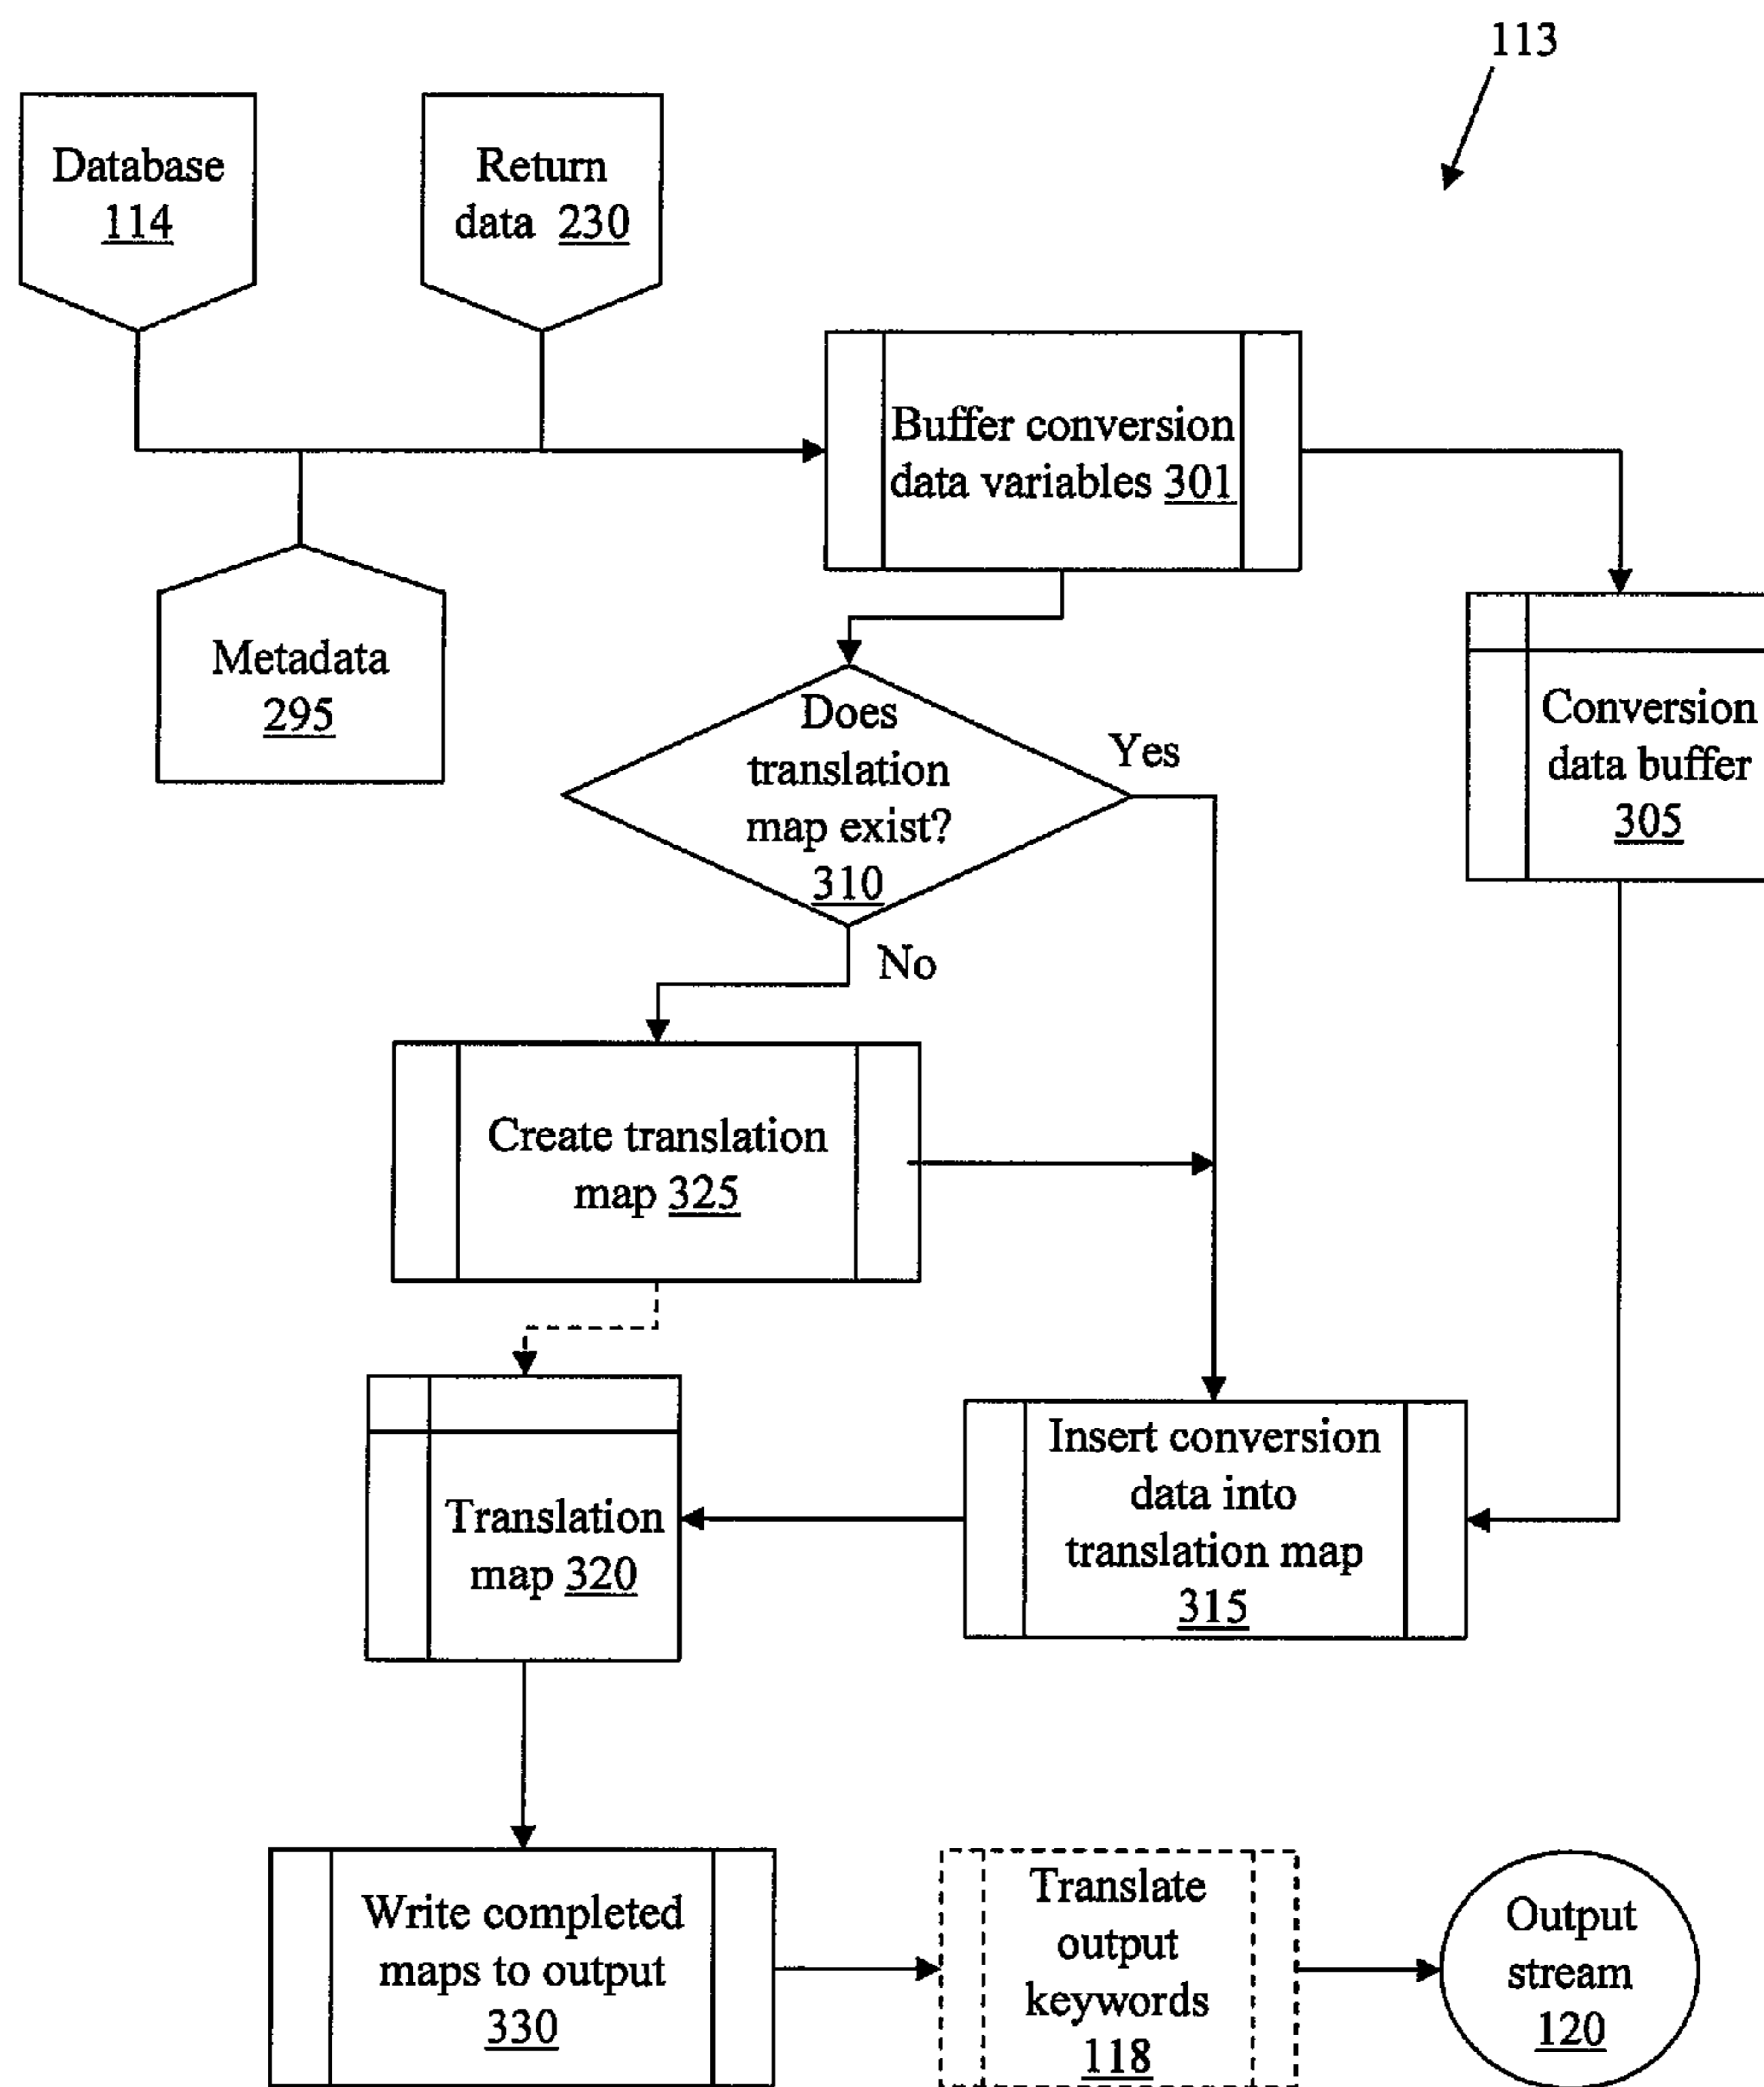 113
Database
114
Return
data 230
Buffer conversion
data variables 301
Metadata
295
Does
translation
map exist?
310
Yes
No
Conversion
data buffer
305
Create translation
map 325
Translation
map 320
Insert conversion
data into
translation map
315
Write completed
maps to output
330
Translate
output
keywords
118
Output
stream
120